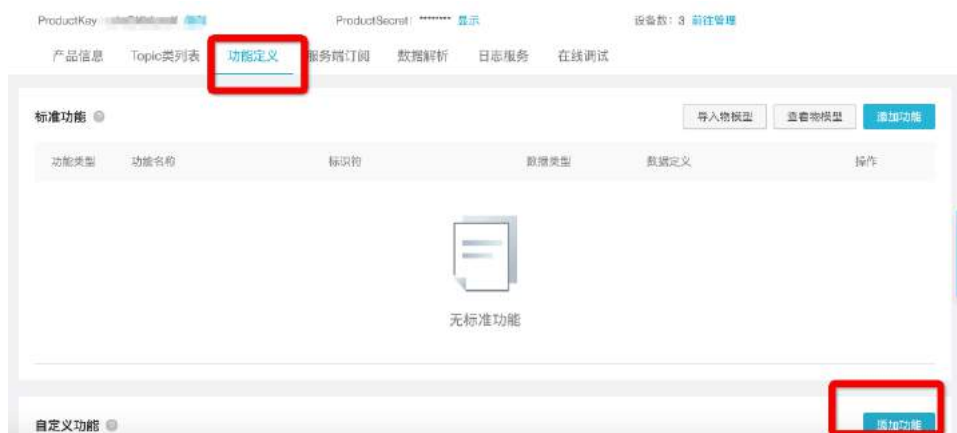 ProductKey ProductSecret: ******** 显示 设备数: 3 前往管理
产品信息 Topic类列表 功能定义 服务端订阅 数据解析 日志服务 在线调试
标准功能
导入物模型 查看物模型 添加功能
功能类型 功能名称 标识符 数据类型 数据定义 操作
无标准功能
自定义功能 添加功能